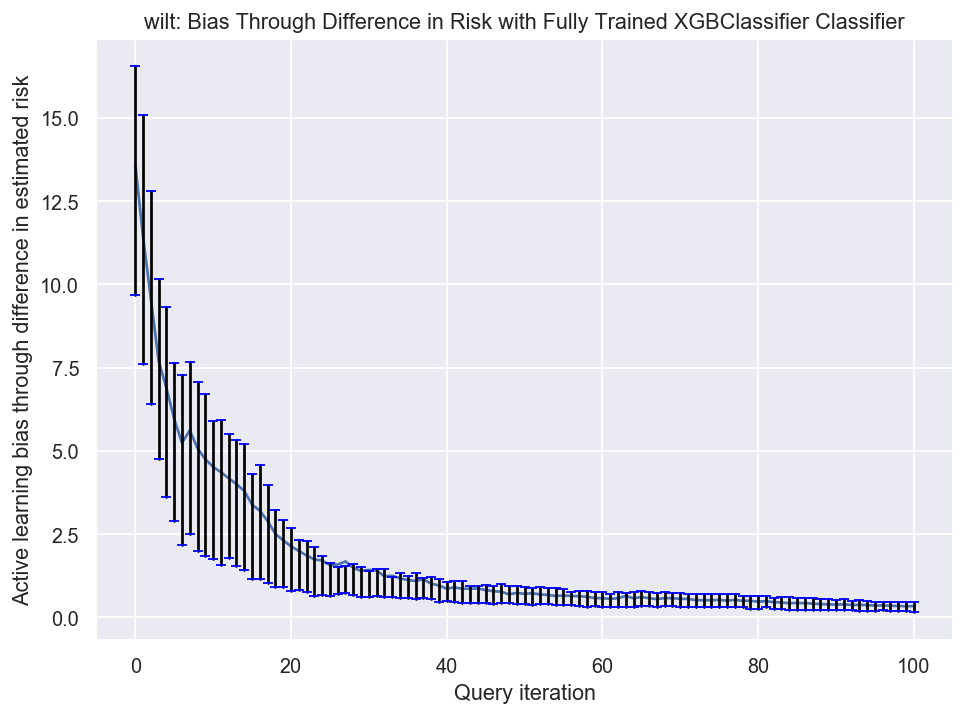 wilt: Bias Through Difference in Risk with Fully Trained XGBClassifier Classifier
Active learning bias through difference in estimated risk
15.0
12.5
10.0
7.5
5.0
2.5
0.0
0 20 40 60 80 100
Query iteration